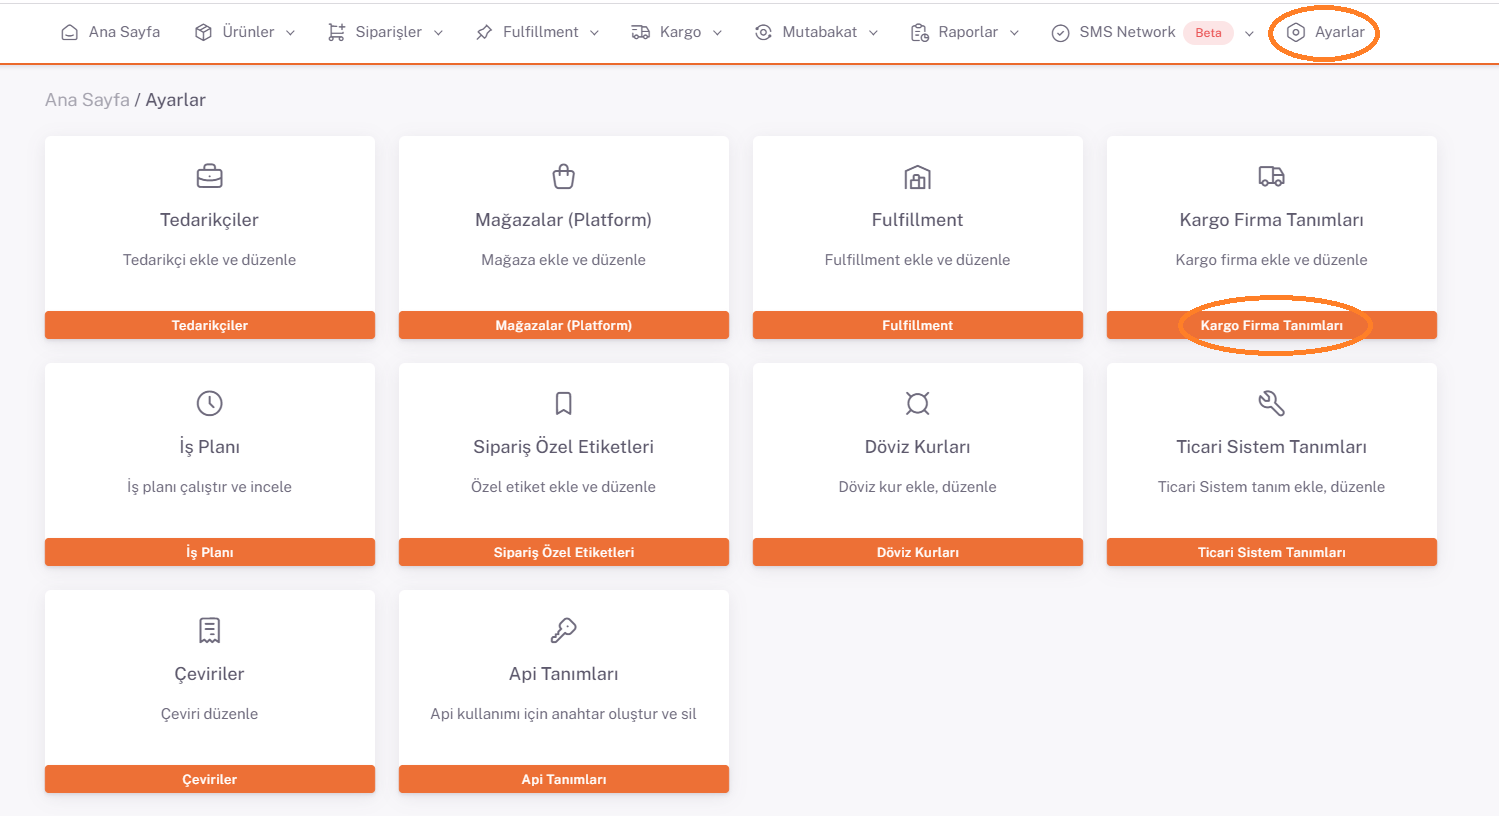 Ana Sayfa Ürünler Siparişler Fulfillment Kargo Mutabakat Raporlar SMS Network Beta Ayarlar
Ana Sayfa / Ayarlar
Tedarikçiler
Tedarikçi ekle ve düzenle
Tedarikçiler
Mağazalar (Platform)
Mağaza ekle ve düzenle
Mağazalar (Platform)
Fulfillment
Fulfillment ekle ve düzenle
Fulfillment
Kargo Firma Tanımları
Kargo firma ekle ve düzenle
Kargo Firma Tanımları
İş Planı
İş planı çalıştır ve incele
İş Planı
Sipariş Özel Etiketleri
Özel etiket ekle ve düzenle
Sipariş Özel Etiketleri
Döviz Kurları
Döviz kur ekle, düzenle
Döviz Kurları
Ticari Sistem Tanımları
Ticari Sistem tanım ekle, düzenle
Ticari Sistem Tanımları
Çeviriler
Çeviri düzenle
Çeviriler
Api Tanımları
Api kullanımı için anahtar oluştur ve sil
Api Tanımları